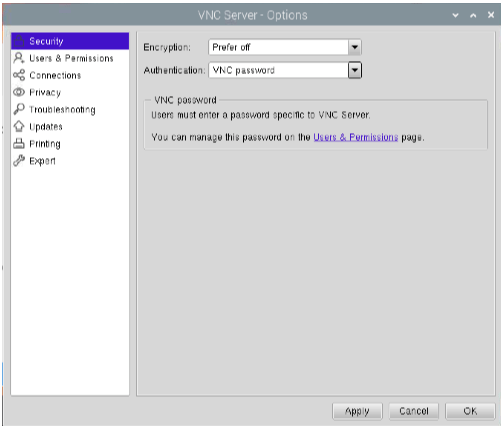 VNC Server - Options
Security
Users & Permissions
Connections
Privacy
Troubleshooting
Updates
Printing
Expert
Encryption: Prefer off
Authentication: VNC password
VNC password
Users must enter a password specific to VNC Server.
You can manage this password on the Users & Permissions page.
Apply Cancel OK